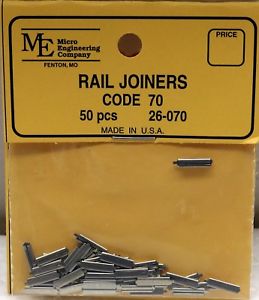 ME Micro
Engineering
Company
FENTON, MO
PRICE
RAIL JOINERS
CODE 70
50 pcs 26-070
MADE IN U.S.A.